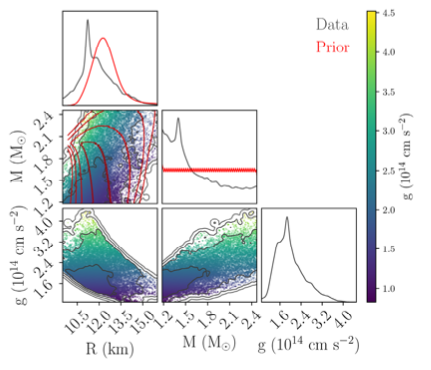 Data
Prior
4.5
4.0
3.5
3.0
2.5
2.0
1.5
1.0
g (10¹⁴ cm s⁻²)
M (M☉)
2.4
2.1
1.8
1.5
1.2
g (10¹⁴ cm s⁻²)
4.0
3.2
2.4
1.6
10.5 12.0 13.5 15.0
R (km)
1.2 1.5 1.8 2.1 2.4
M (M☉)
1.6 2.4 3.2 4.0
g (10¹⁴ cm s⁻²)